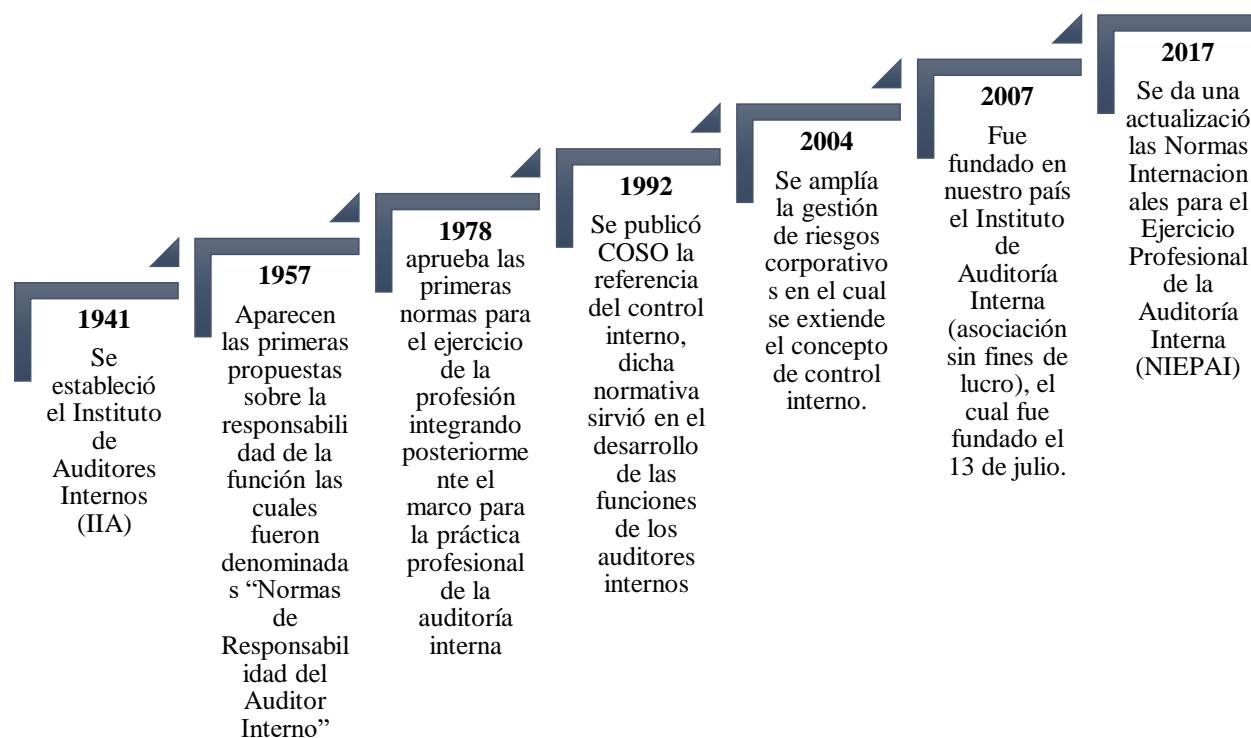 1941
Se
estableció
el Instituto
de
Auditores
Internos
(IIA)
1957
Aparecen
las primeras
propuestas
sobre la
responsabili
dad de la
función las
cuales
fueron
denominada
s “Normas
de
Responsabil
idad del
Auditor
Interno”
1978
aprueba las
primeras
normas para
el ejercicio
de la
profesión
integrando
posteriorme
nte el
marco para
la práctica
profesional
de la
auditoría
interna
1992
Se publicó
COSO la
referencia
del control
interno,
dicha
normativa
sirvió en el
desarrollo
de las
funciones
de los
auditores
internos
2004
Se amplía
la gestión
de riesgos
corporativo
s en el cual
se extiende
el concepto
de control
interno.
2007
Fue
fundado en
nuestro país
el Instituto
de
Auditoría
Interna
(asociación
sin fines de
lucro), el
cual fue
fundado el
13 de julio.
2017
Se da una
actualizació
las Normas
Internacion
ales para el
Ejercicio
Profesional
de la
Auditoría
Interna
(NIEPAI)